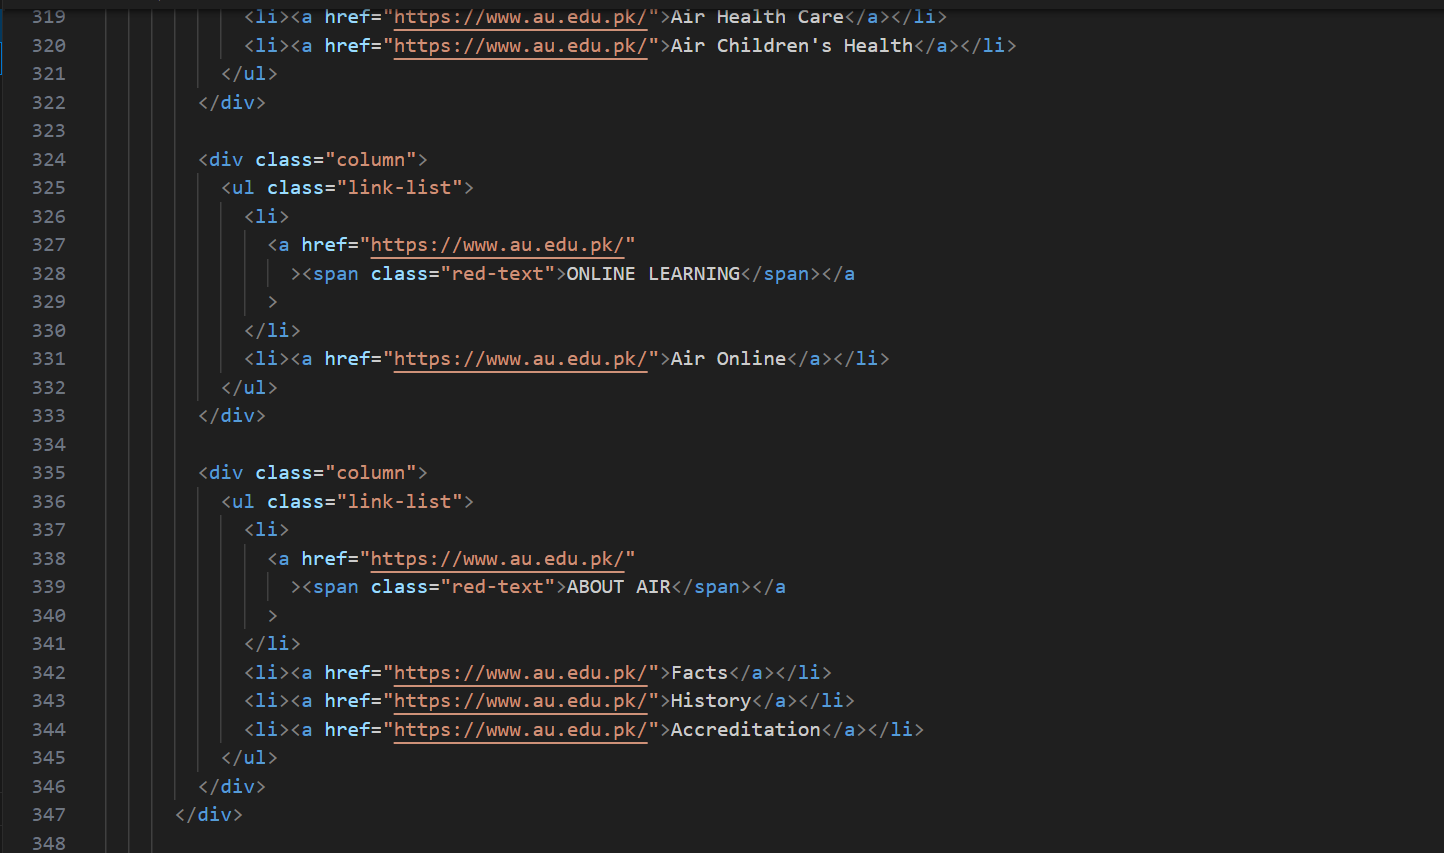 319 <li><a href="https://www.au.edu.pk/">Air Health Care</a></li>
320 <li><a href="https://www.au.edu.pk/">Air Children's Health</a></li>
321 </ul>
322 </div>
323
324 <div class="column">
325 <ul class="link-list">
326 <li>
327 <a href="https://www.au.edu.pk/"
328 ><span class="red-text">ONLINE LEARNING</span></a
329 >
330 </li>
331 <li><a href="https://www.au.edu.pk/">Air Online</a></li>
332 </ul>
333 </div>
334
335 <div class="column">
336 <ul class="link-list">
337 <li>
338 <a href="https://www.au.edu.pk/"
339 ><span class="red-text">ABOUT AIR</span></a
340 >
341 </li>
342 <li><a href="https://www.au.edu.pk/">Facts</a></li>
343 <li><a href="https://www.au.edu.pk/">History</a></li>
344 <li><a href="https://www.au.edu.pk/">Accreditation</a></li>
345 </ul>
346 </div>
347 </div>
348